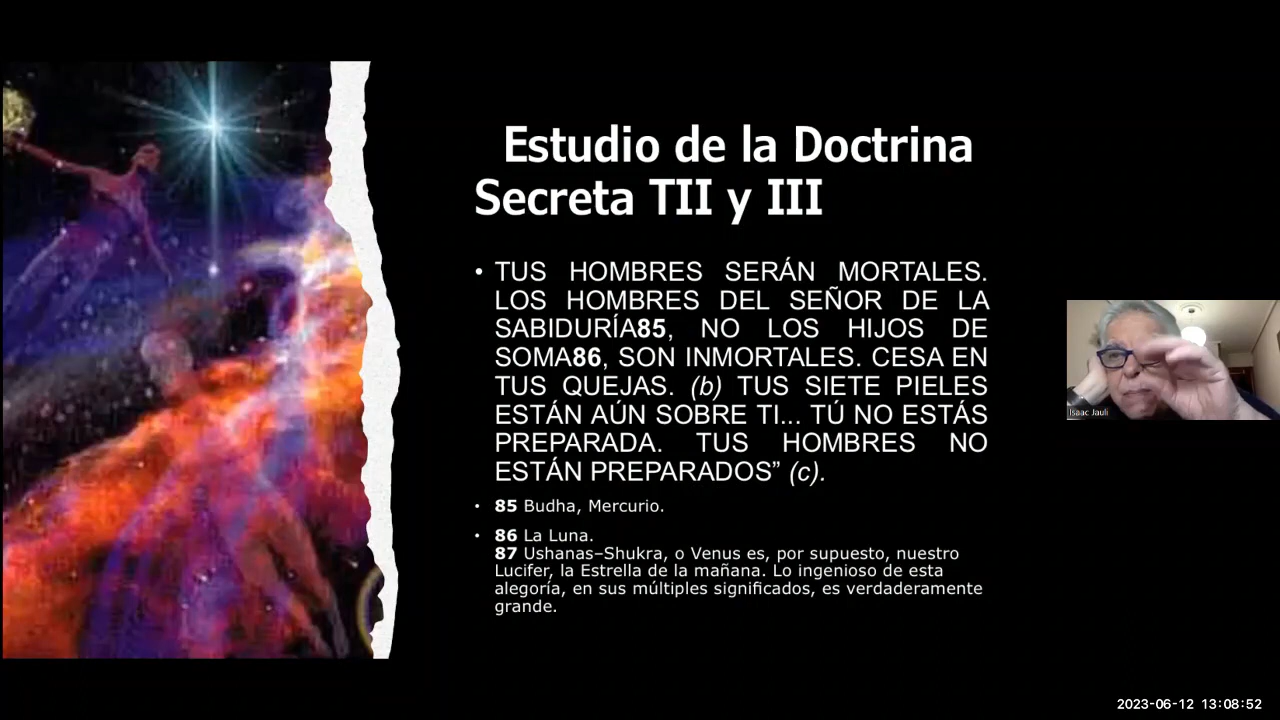 Estudio de la Doctrina
Secreta TII y III
• TUS HOMBRES SERÁN MORTALES.
LOS HOMBRES DEL SEÑOR DE LA
SABIDURÍA85, NO LOS HIJOS DE
SOMA86, SON INMORTALES. CESA EN
TUS QUEJAS. (b) TUS SIETE PIELES
ESTÁN AÚN SOBRE TI... TÚ NO ESTÁS
PREPARADA. TUS HOMBRES NO
ESTÁN PREPARADOS” (c).
• 85 Budha, Mercurio.
• 86 La Luna.
87 Ushanas–Shukra, o Venus es, por supuesto, nuestro
Lucifer, la Estrella de la mañana. Lo ingenioso de esta
alegoría, en sus múltiples significados, es verdaderamente
grande.
Isaac Jauli
2023-06-12 13:08:52